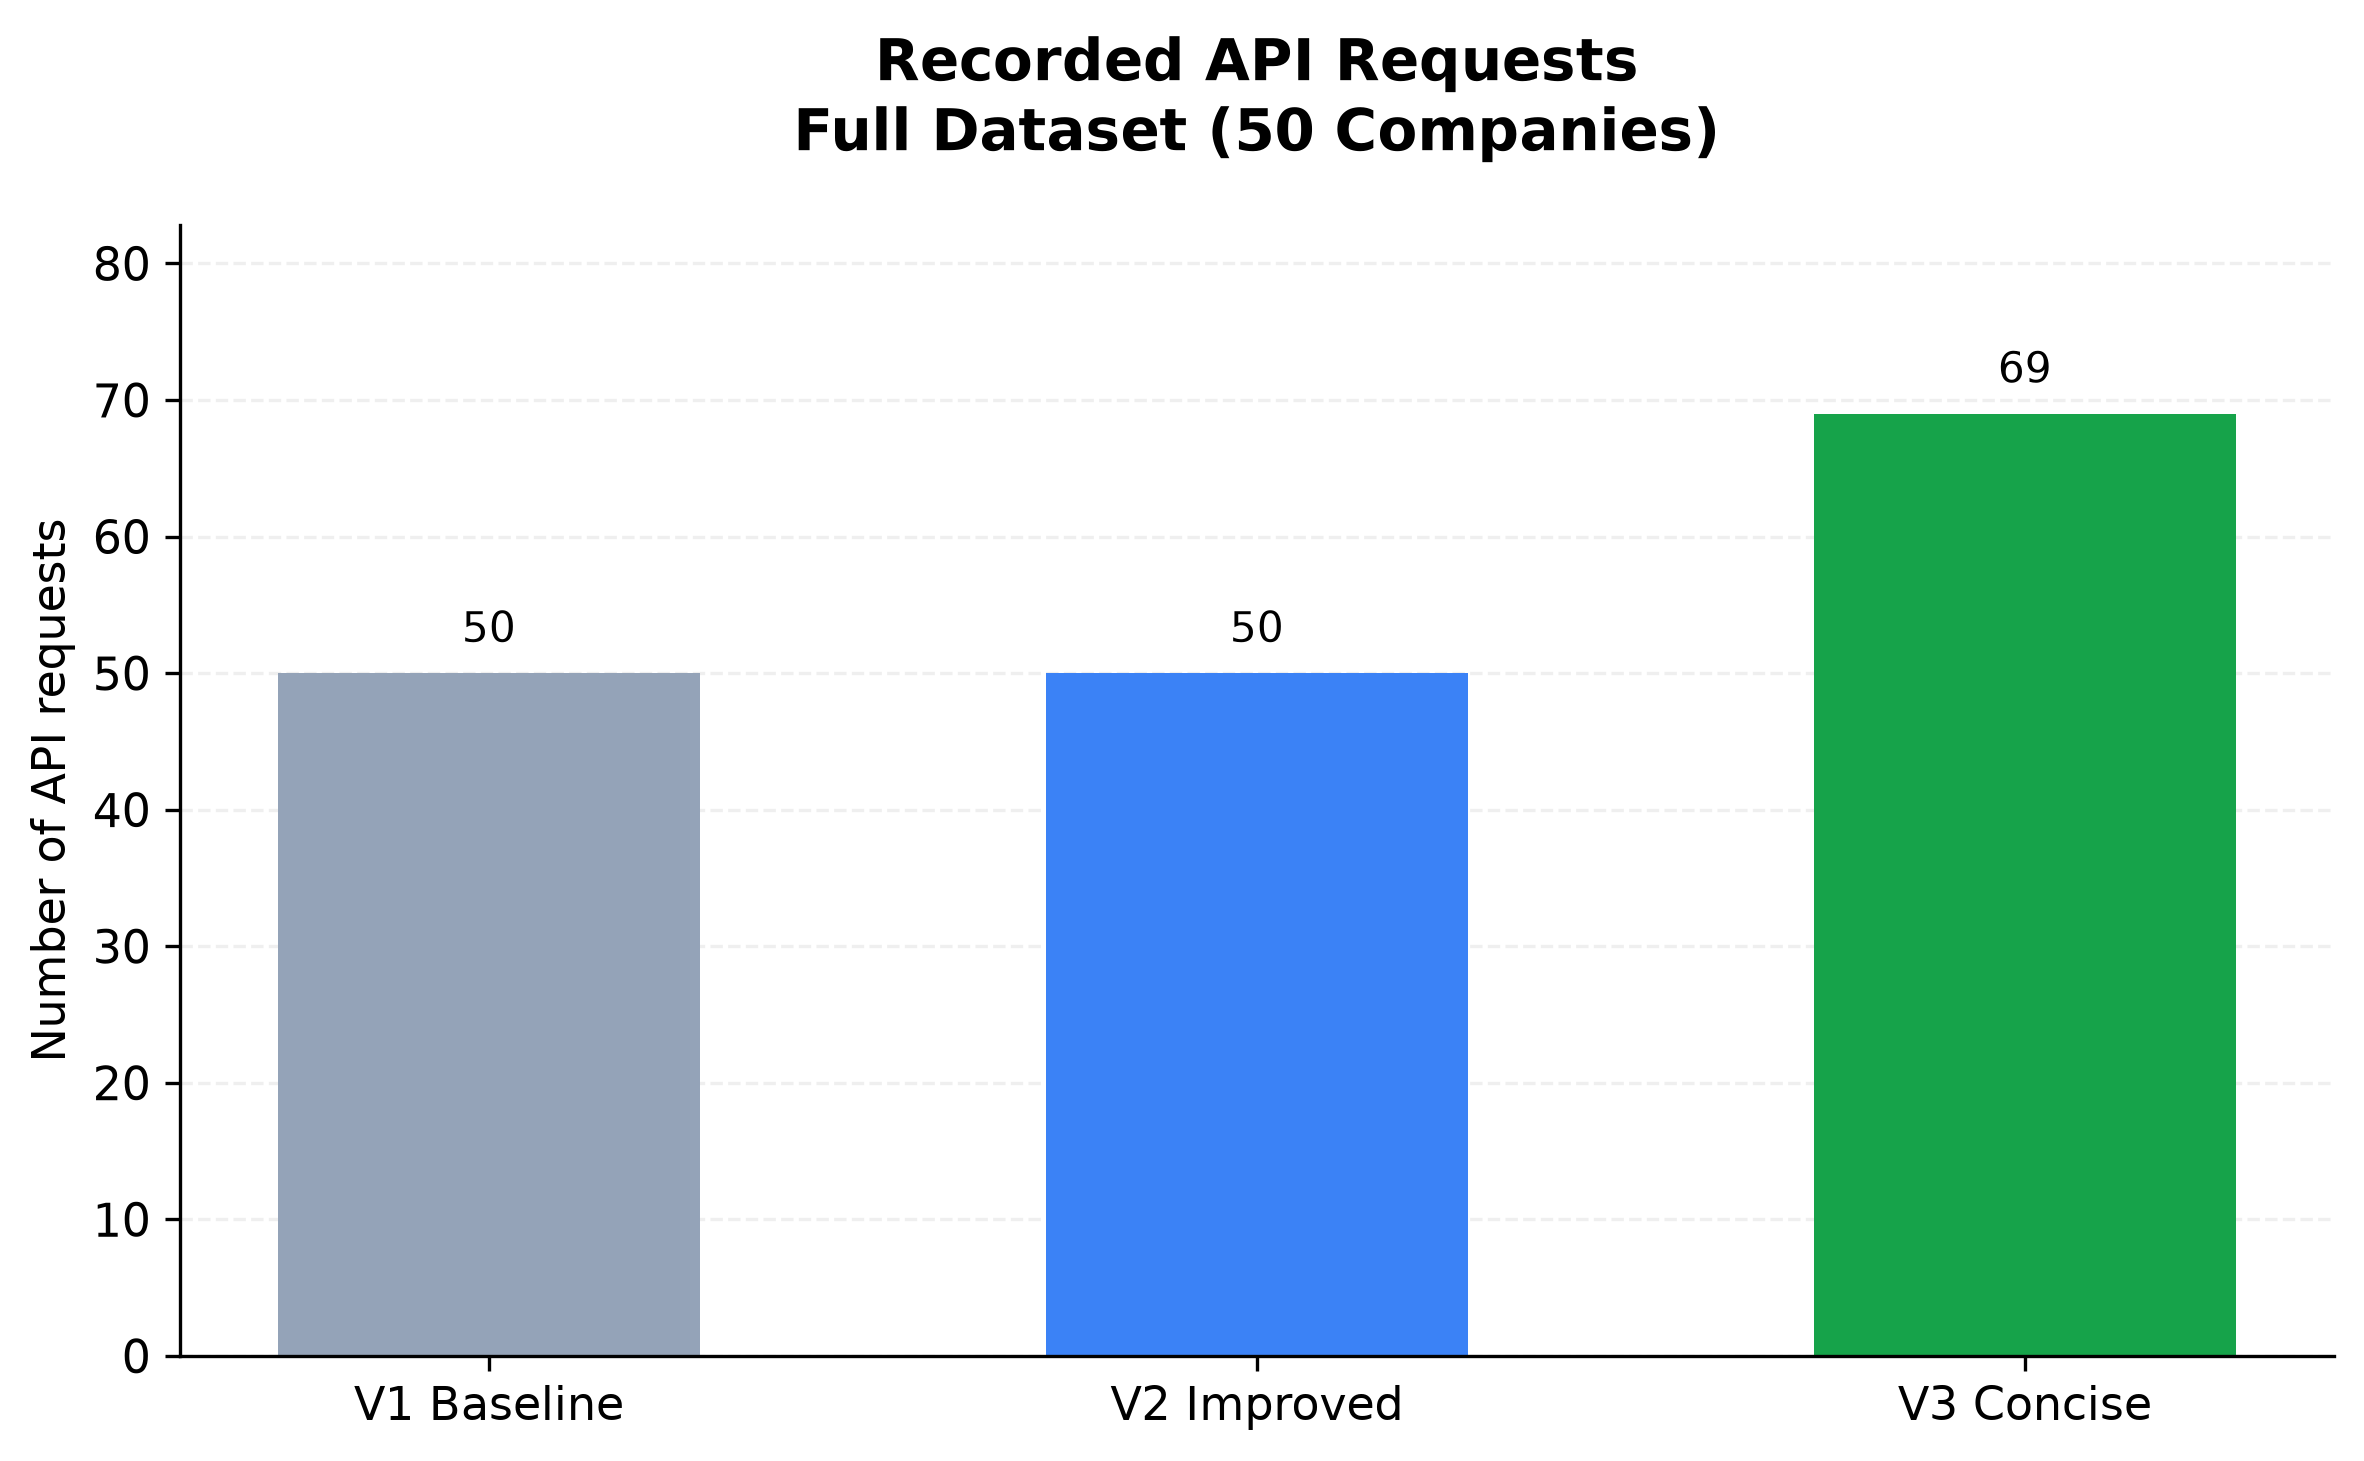 Recorded API Requests
Full Dataset (50 Companies)
Number of API requests
80
70
60
50
40
30
20
10
0
50
50
69
V1 Baseline
V2 Improved
V3 Concise